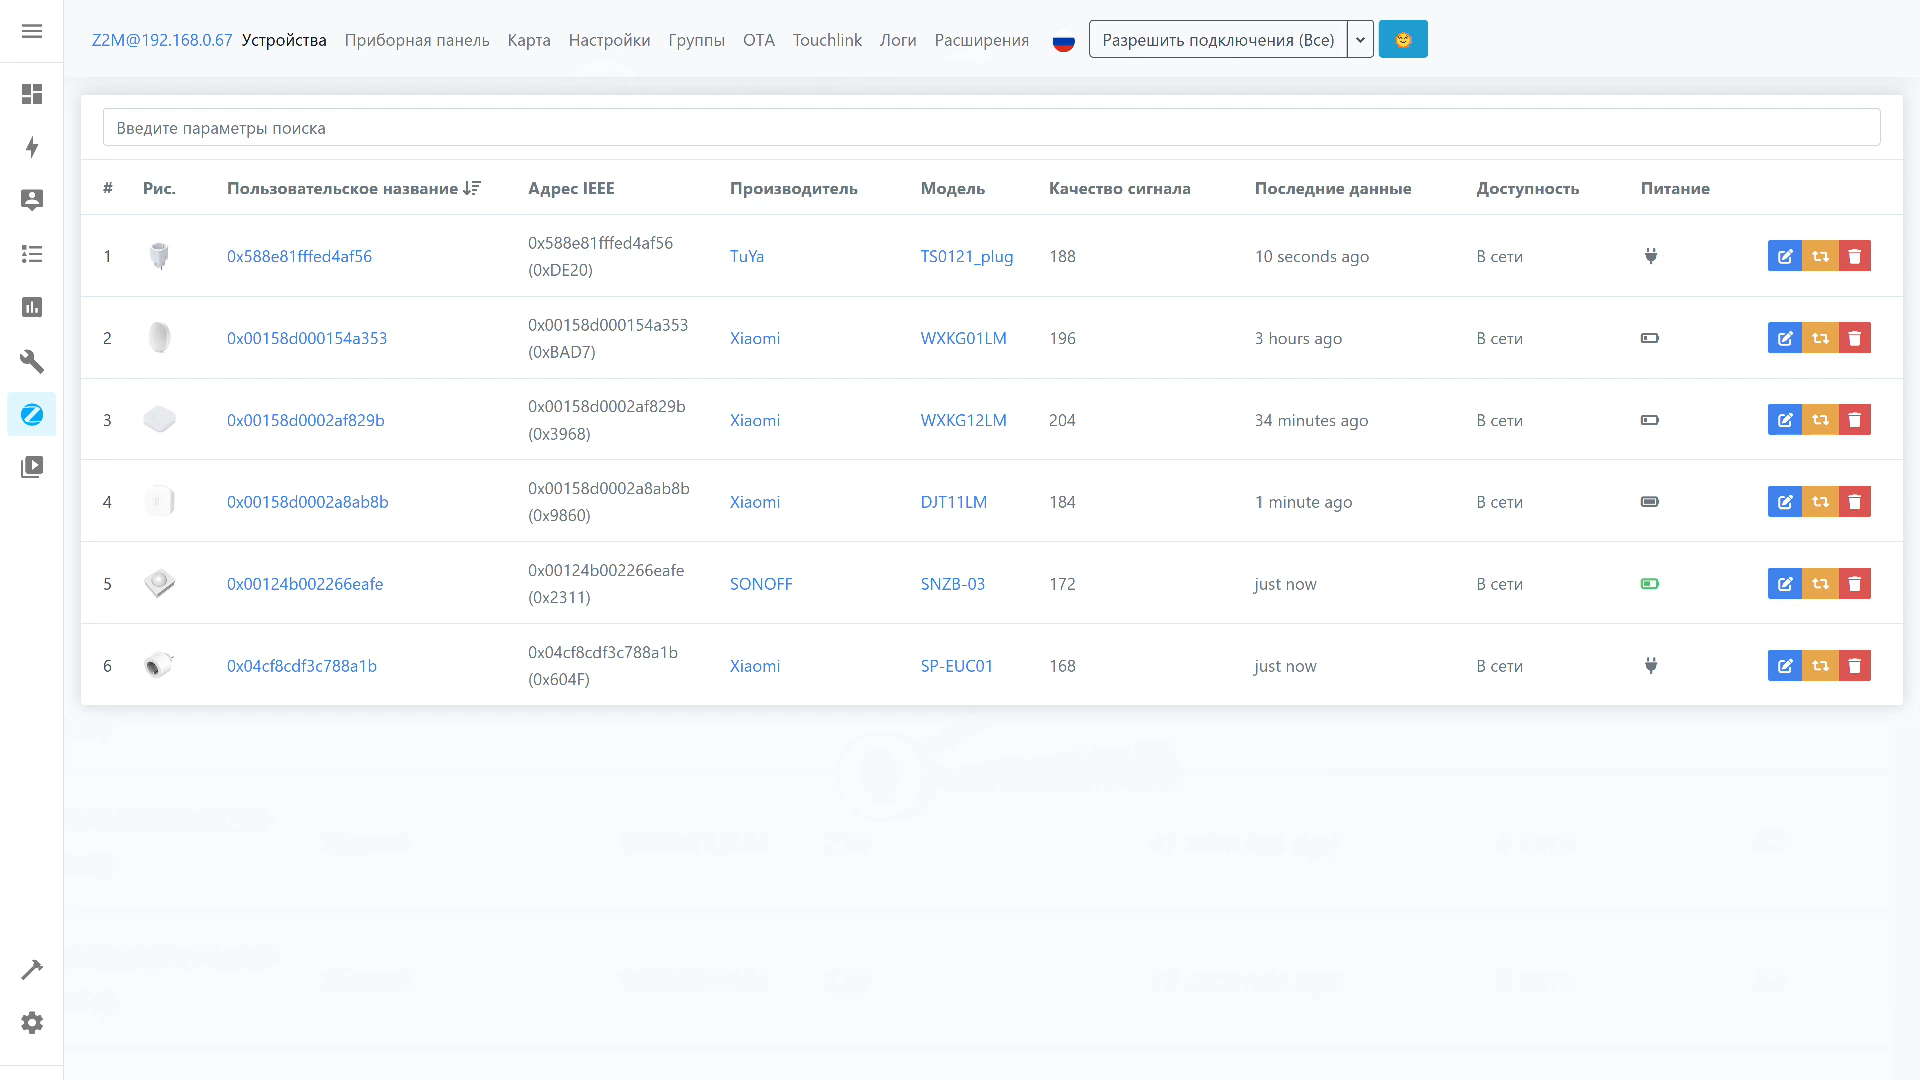 Z2M@192.168.0.67 Устройства Приборная панель Карта Настройки Группы OTA Touchlink Логи Расширения Разрешить подключения (Все)
Введите параметры поиска
# Рис. Пользовательское название Адрес IEEE Производитель Модель Качество сигнала Последние данные Доступность Питание
1 0x588e81fffed4af56 0x588e81fffed4af56 (0xDE20) TuYa TS0121_plug 188 10 seconds ago В сети
2 0x00158d000154a353 0x00158d000154a353 (0xBAD7) Xiaomi WXKG01LM 196 3 hours ago В сети
3 0x00158d0002af829b 0x00158d0002af829b (0x3968) Xiaomi WXKG12LM 204 34 minutes ago В сети
4 0x00158d0002a8ab8b 0x00158d0002a8ab8b (0x9860) Xiaomi DJT11LM 184 1 minute ago В сети
5 0x00124b002266eafe 0x00124b002266eafe (0x2311) SONOFF SNZB-03 172 just now В сети
6 0x04cf8cdf3c788a1b 0x04cf8cdf3c788a1b (0x604F) Xiaomi SP-EUC01 168 just now В сети